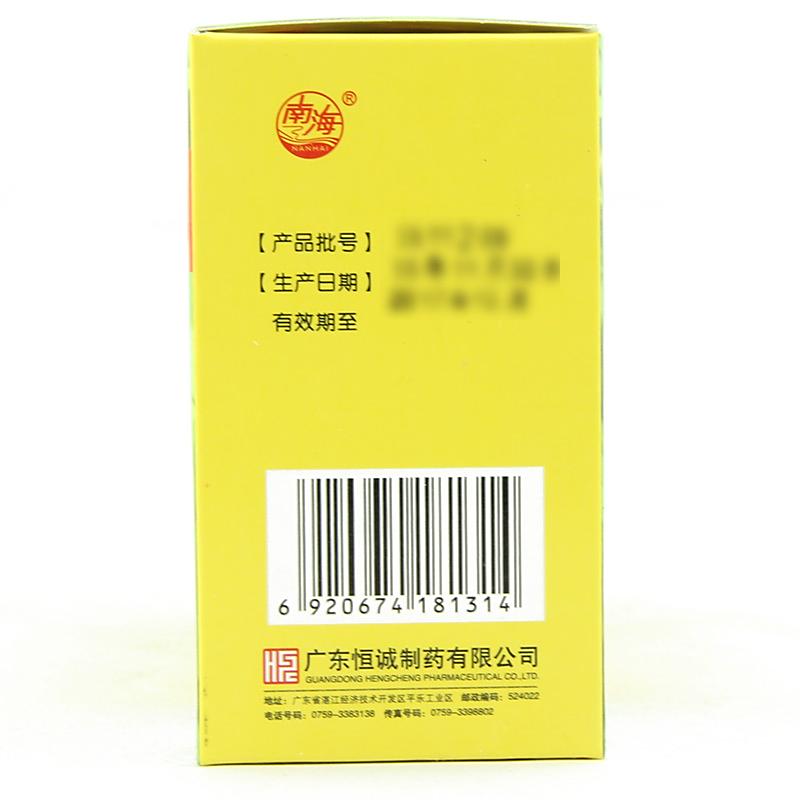 南海®
NANHAI
【产品批号】
【生产日期】
有效期至
6 920674 181314
广东恒诚制药有限公司
GUANGDONG HENGCHENG PHARMACEUTICAL CO.,LTD.
地址:广东省湛江经济技术开发区平乐工业区 邮政编码:524022
电话号码:0759-3383138 传真号码:0759-3398802